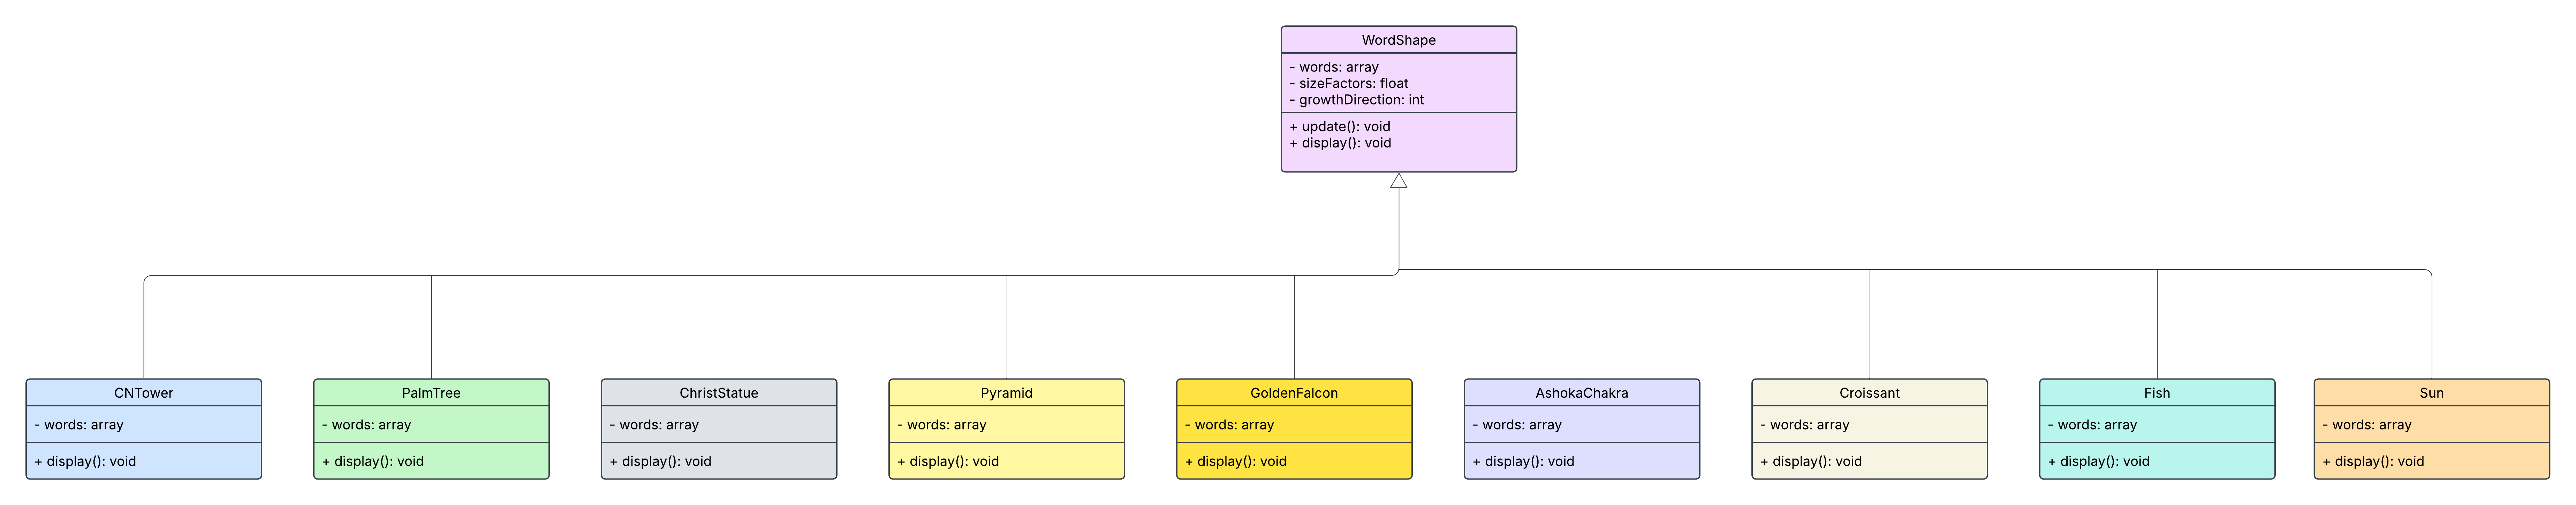 WordShape
- words: array
- sizeFactors: float
- growthDirection: int
+ update(): void
+ display(): void
CNTower
- words: array
+ display(): void
PalmTree
- words: array
+ display(): void
ChristStatue
- words: array
+ display(): void
Pyramid
- words: array
+ display(): void
GoldenFalcon
- words: array
+ display(): void
AshokaChakra
- words: array
+ display(): void
Croissant
- words: array
+ display(): void
Fish
- words: array
+ display(): void
Sun
- words: array
+ display(): void